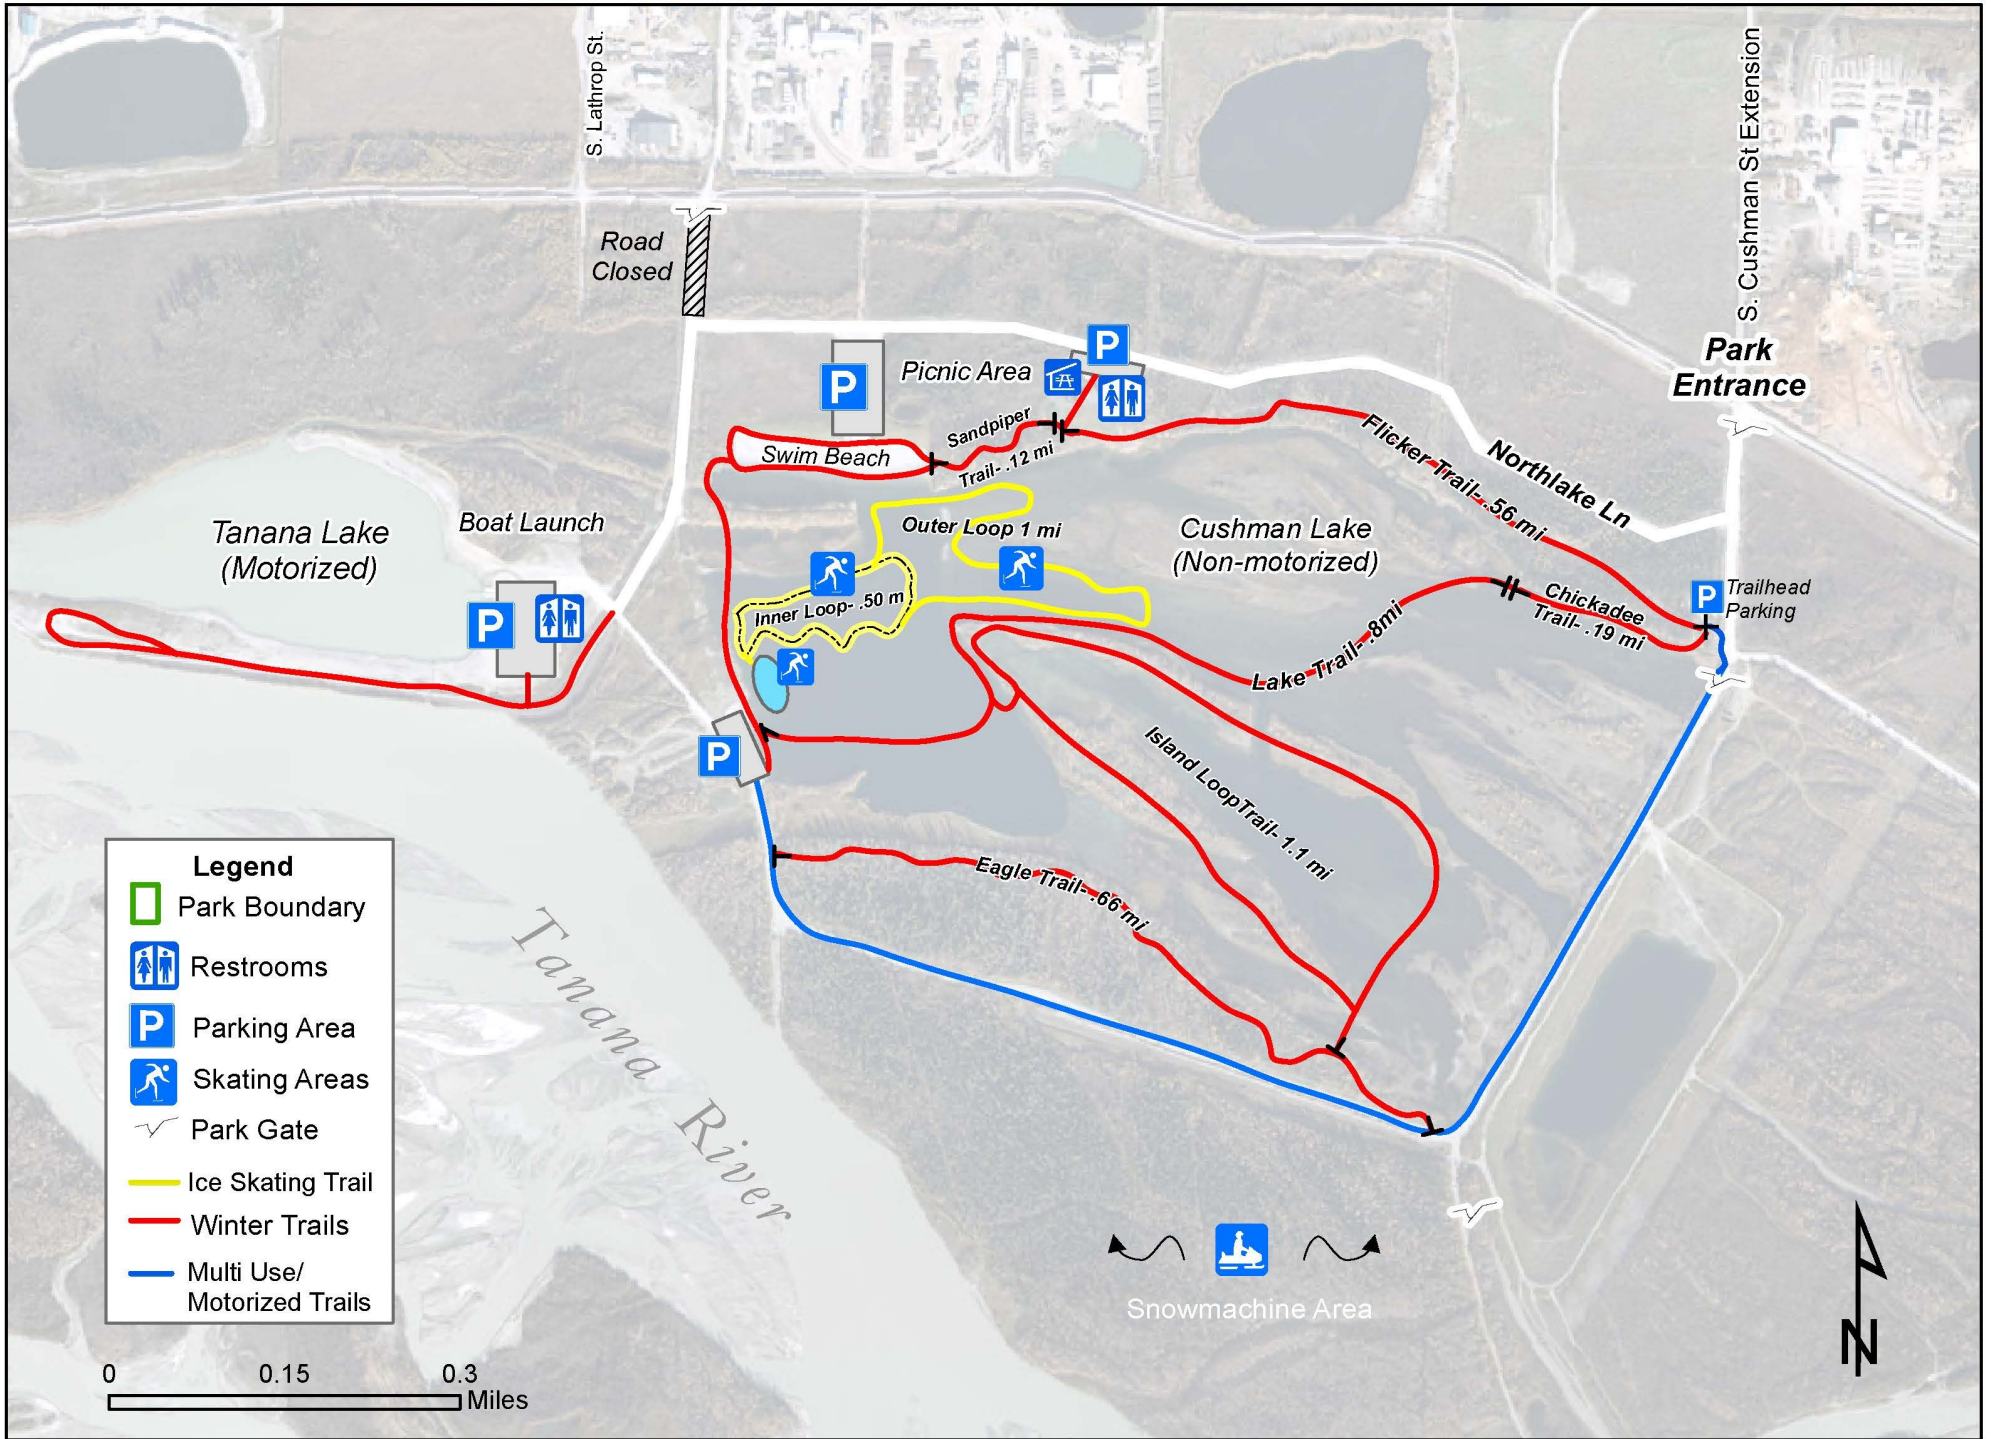 S. Lathrop St.
S. Cushman St Extension
Road
Closed
Park
Entrance
P
Picnic Area
P
Sandpiper
Trail- .12 mi
Swim Beach
Flicker Trail- .56 mi
Northlake Ln
Tanana Lake
(Motorized)
Boat Launch
Outer Loop 1 mi
Cushman Lake
(Non-motorized)
Inner Loop- .50 m
P
P
Trailhead
Parking
Chickadee
Trail- .19 mi
Lake Trail- .8mi
P
Island LoopTrail- 1.1 mi
Eagle Trail- .66 mi
Tanana River
Legend
Park Boundary
Restrooms
P Parking Area
Skating Areas
Park Gate
Ice Skating Trail
Winter Trails
Multi Use/
Motorized Trails
Snowmachine Area
0 0.15 0.3
Miles
N